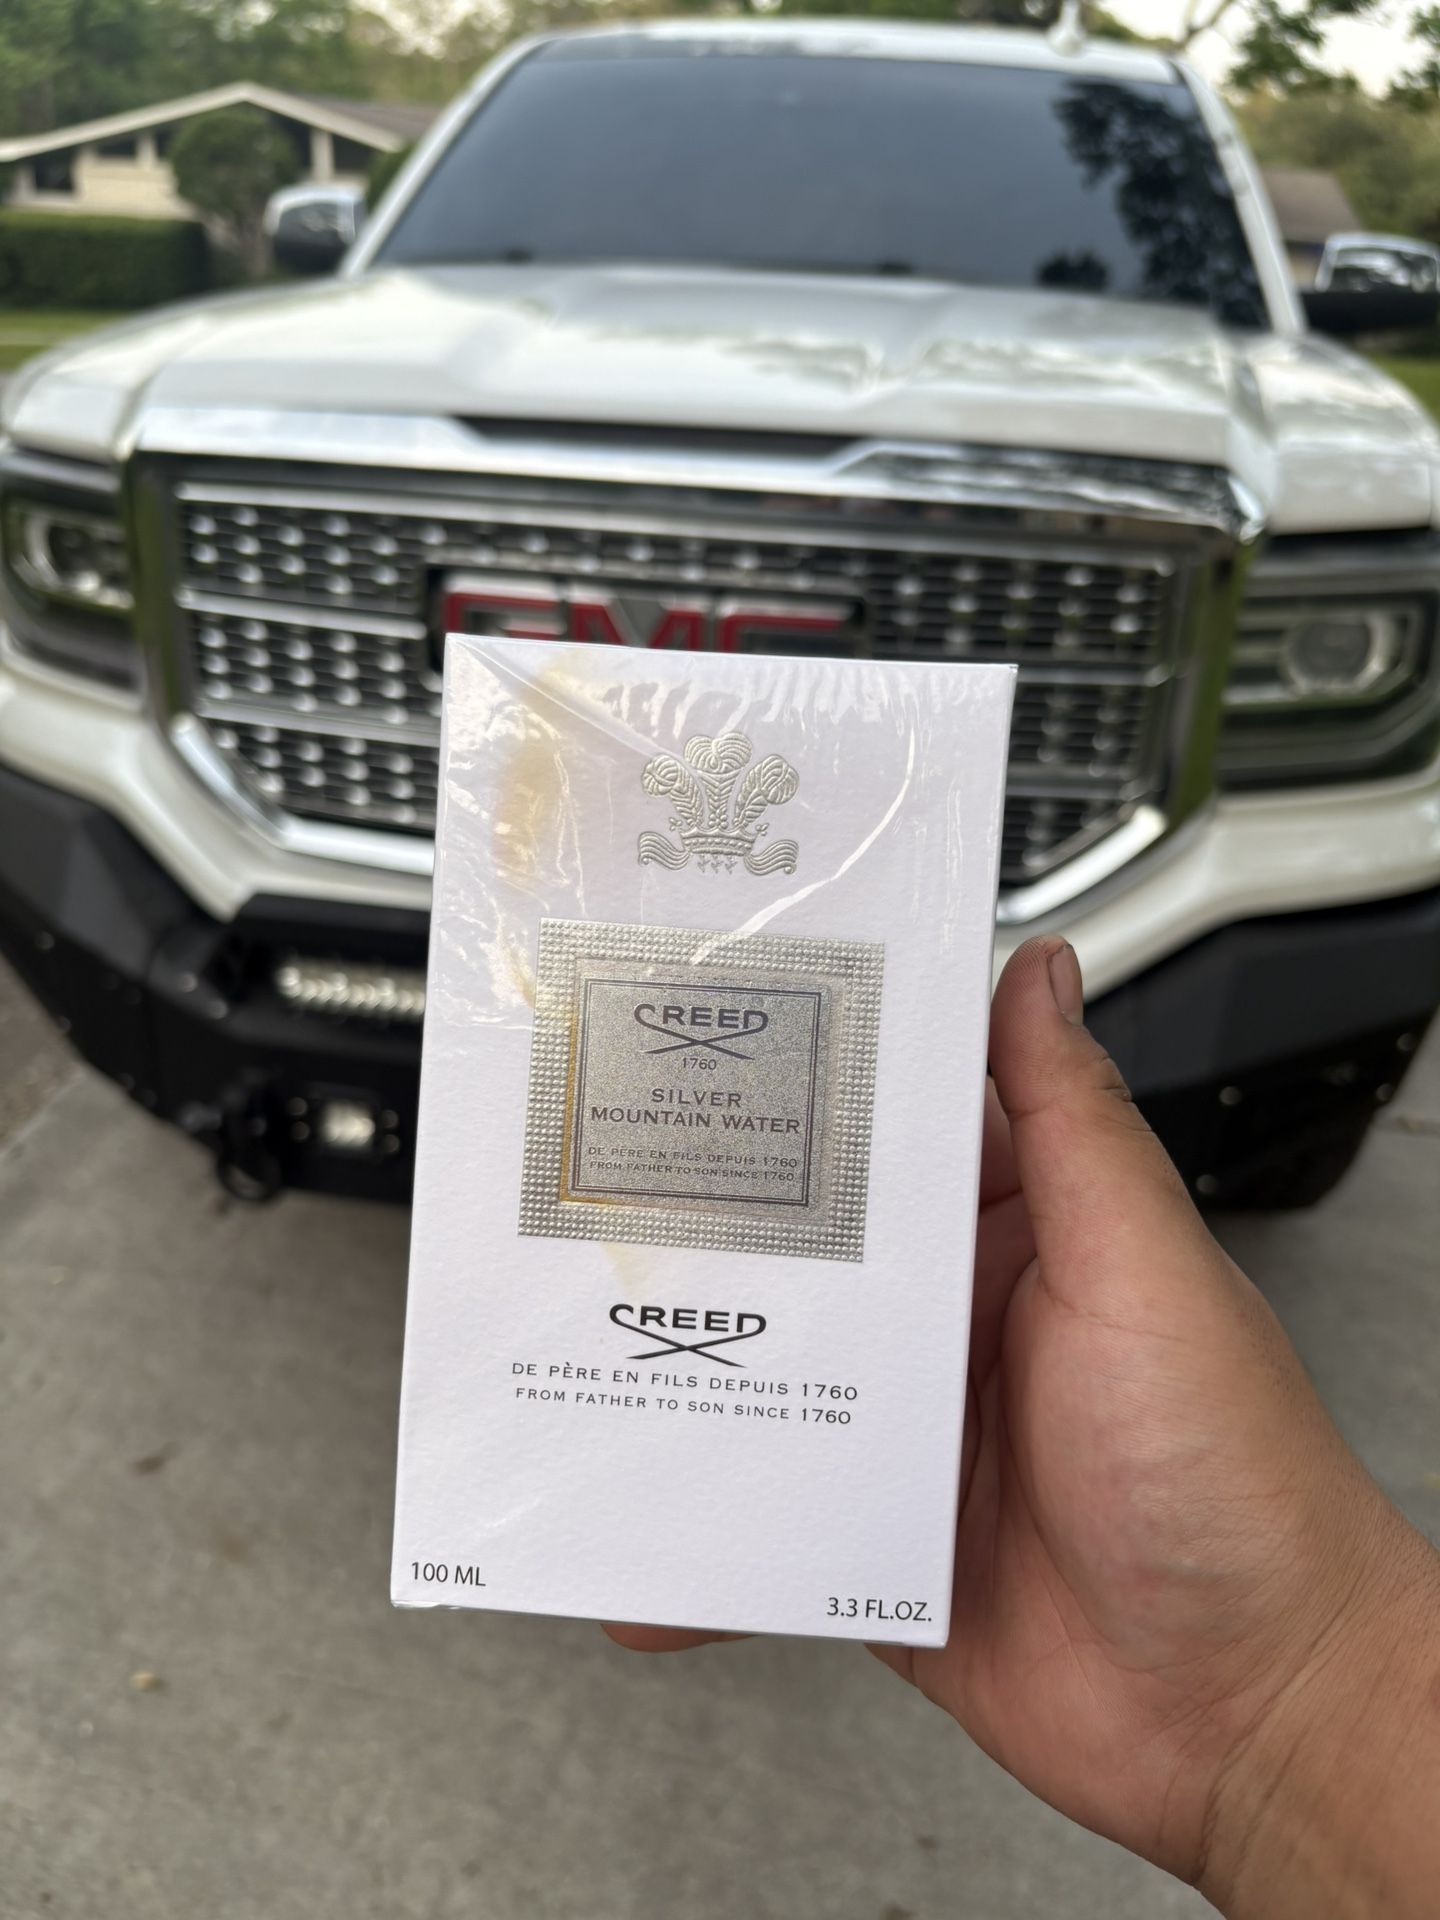 GMC
CREED
1760
SILVER
MOUNTAIN WATER
DE PÈRE EN FILS DEPUIS 1760
FROM FATHER TO SON SINCE 1760
CREED
DE PÈRE EN FILS DEPUIS 1760
FROM FATHER TO SON SINCE 1760
100 ML
3.3 FL.OZ.